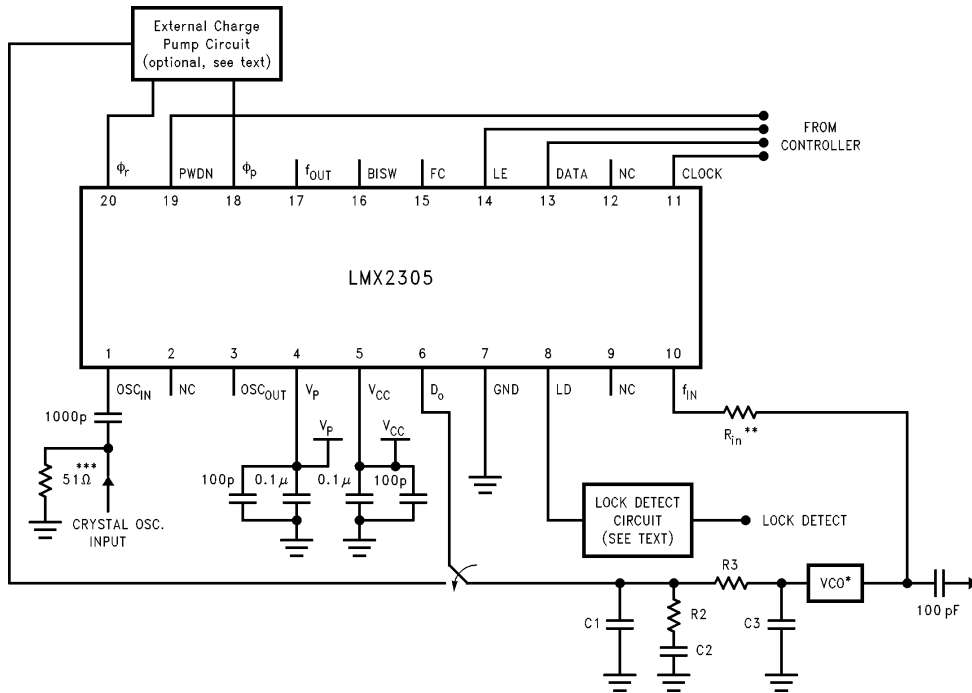 External Charge
Pump Circuit
(optional, see text)
FROM
CONTROLLER
ϕr
PWDN
ϕp
fOUT
BISW
FC
LE
DATA
NC
CLOCK
20
19
18
17
16
15
14
13
12
11
LMX2305
1
2
3
4
5
6
7
8
9
10
OSCIN
NC
OSCOUT
VP
VCC
Do
GND
LD
NC
fIN
1000p
VP
VCC
Rin**
***
51Ω
100p
0.1μ
0.1μ
100p
CRYSTAL OSC.
INPUT
LOCK DETECT
CIRCUIT
(SEE TEXT)
LOCK DETECT
R3
VCO*
100 pF
C1
R2
C2
C3